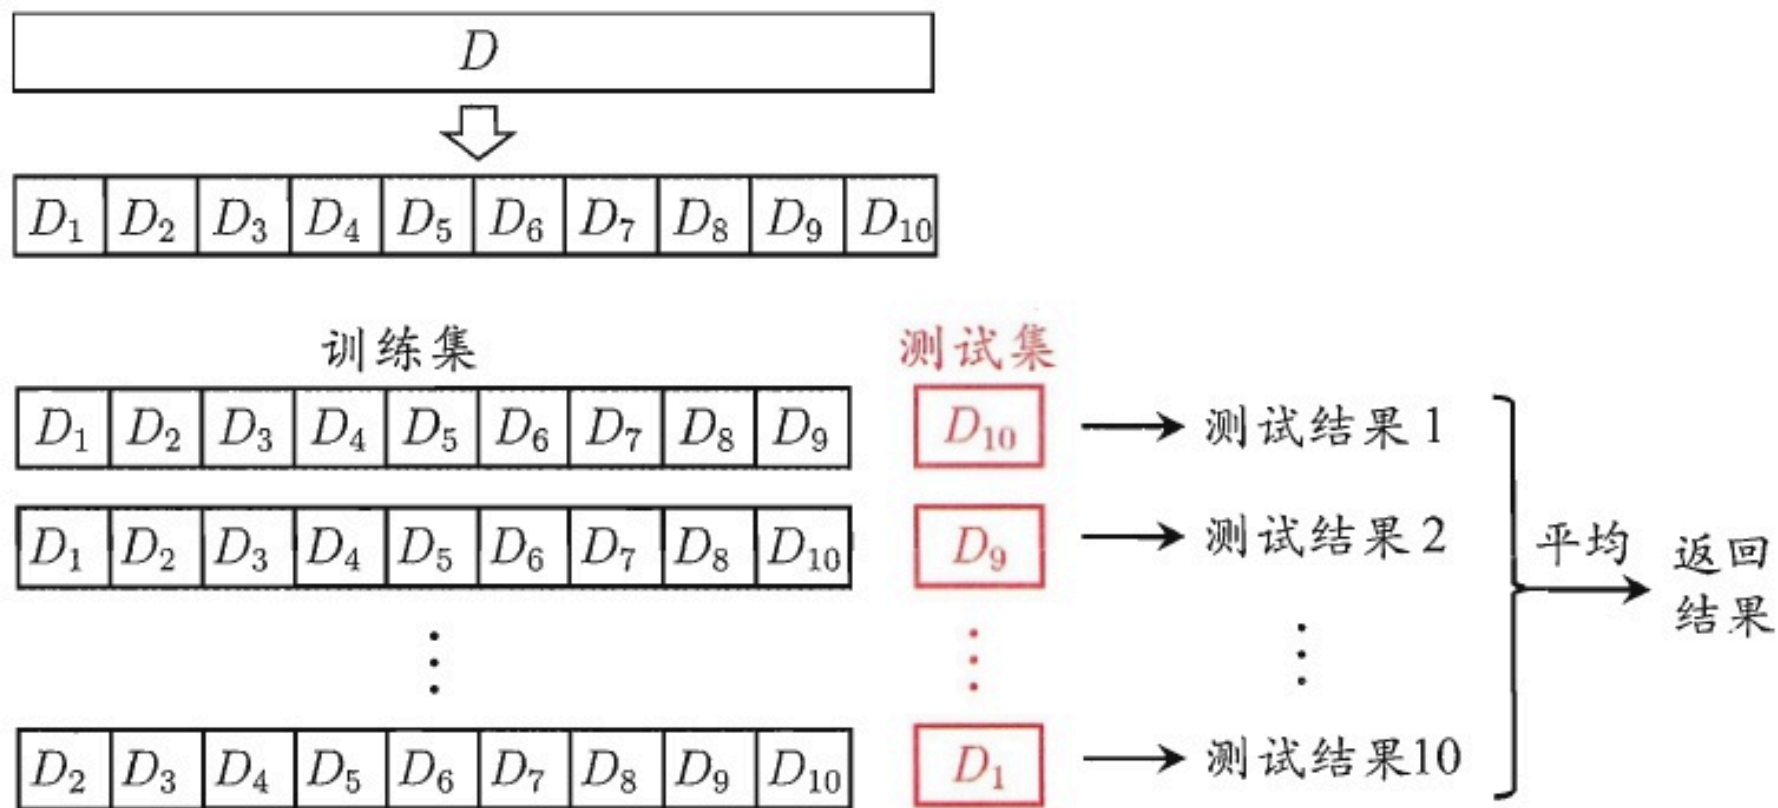 D
D₁ D₂ D₃ D₄ D₅ D₆ D₇ D₈ D₉ D₁₀
训练集 测试集
D₁ D₂ D₃ D₄ D₅ D₆ D₇ D₈ D₉ D₁₀ → 测试结果1
D₁ D₂ D₃ D₄ D₅ D₆ D₇ D₈ D₁₀ D₉ → 测试结果2
平均
返回
结果
⋮ ⋮ ⋮
D₂ D₃ D₄ D₅ D₆ D₇ D₈ D₉ D₁₀ D₁ → 测试结果10